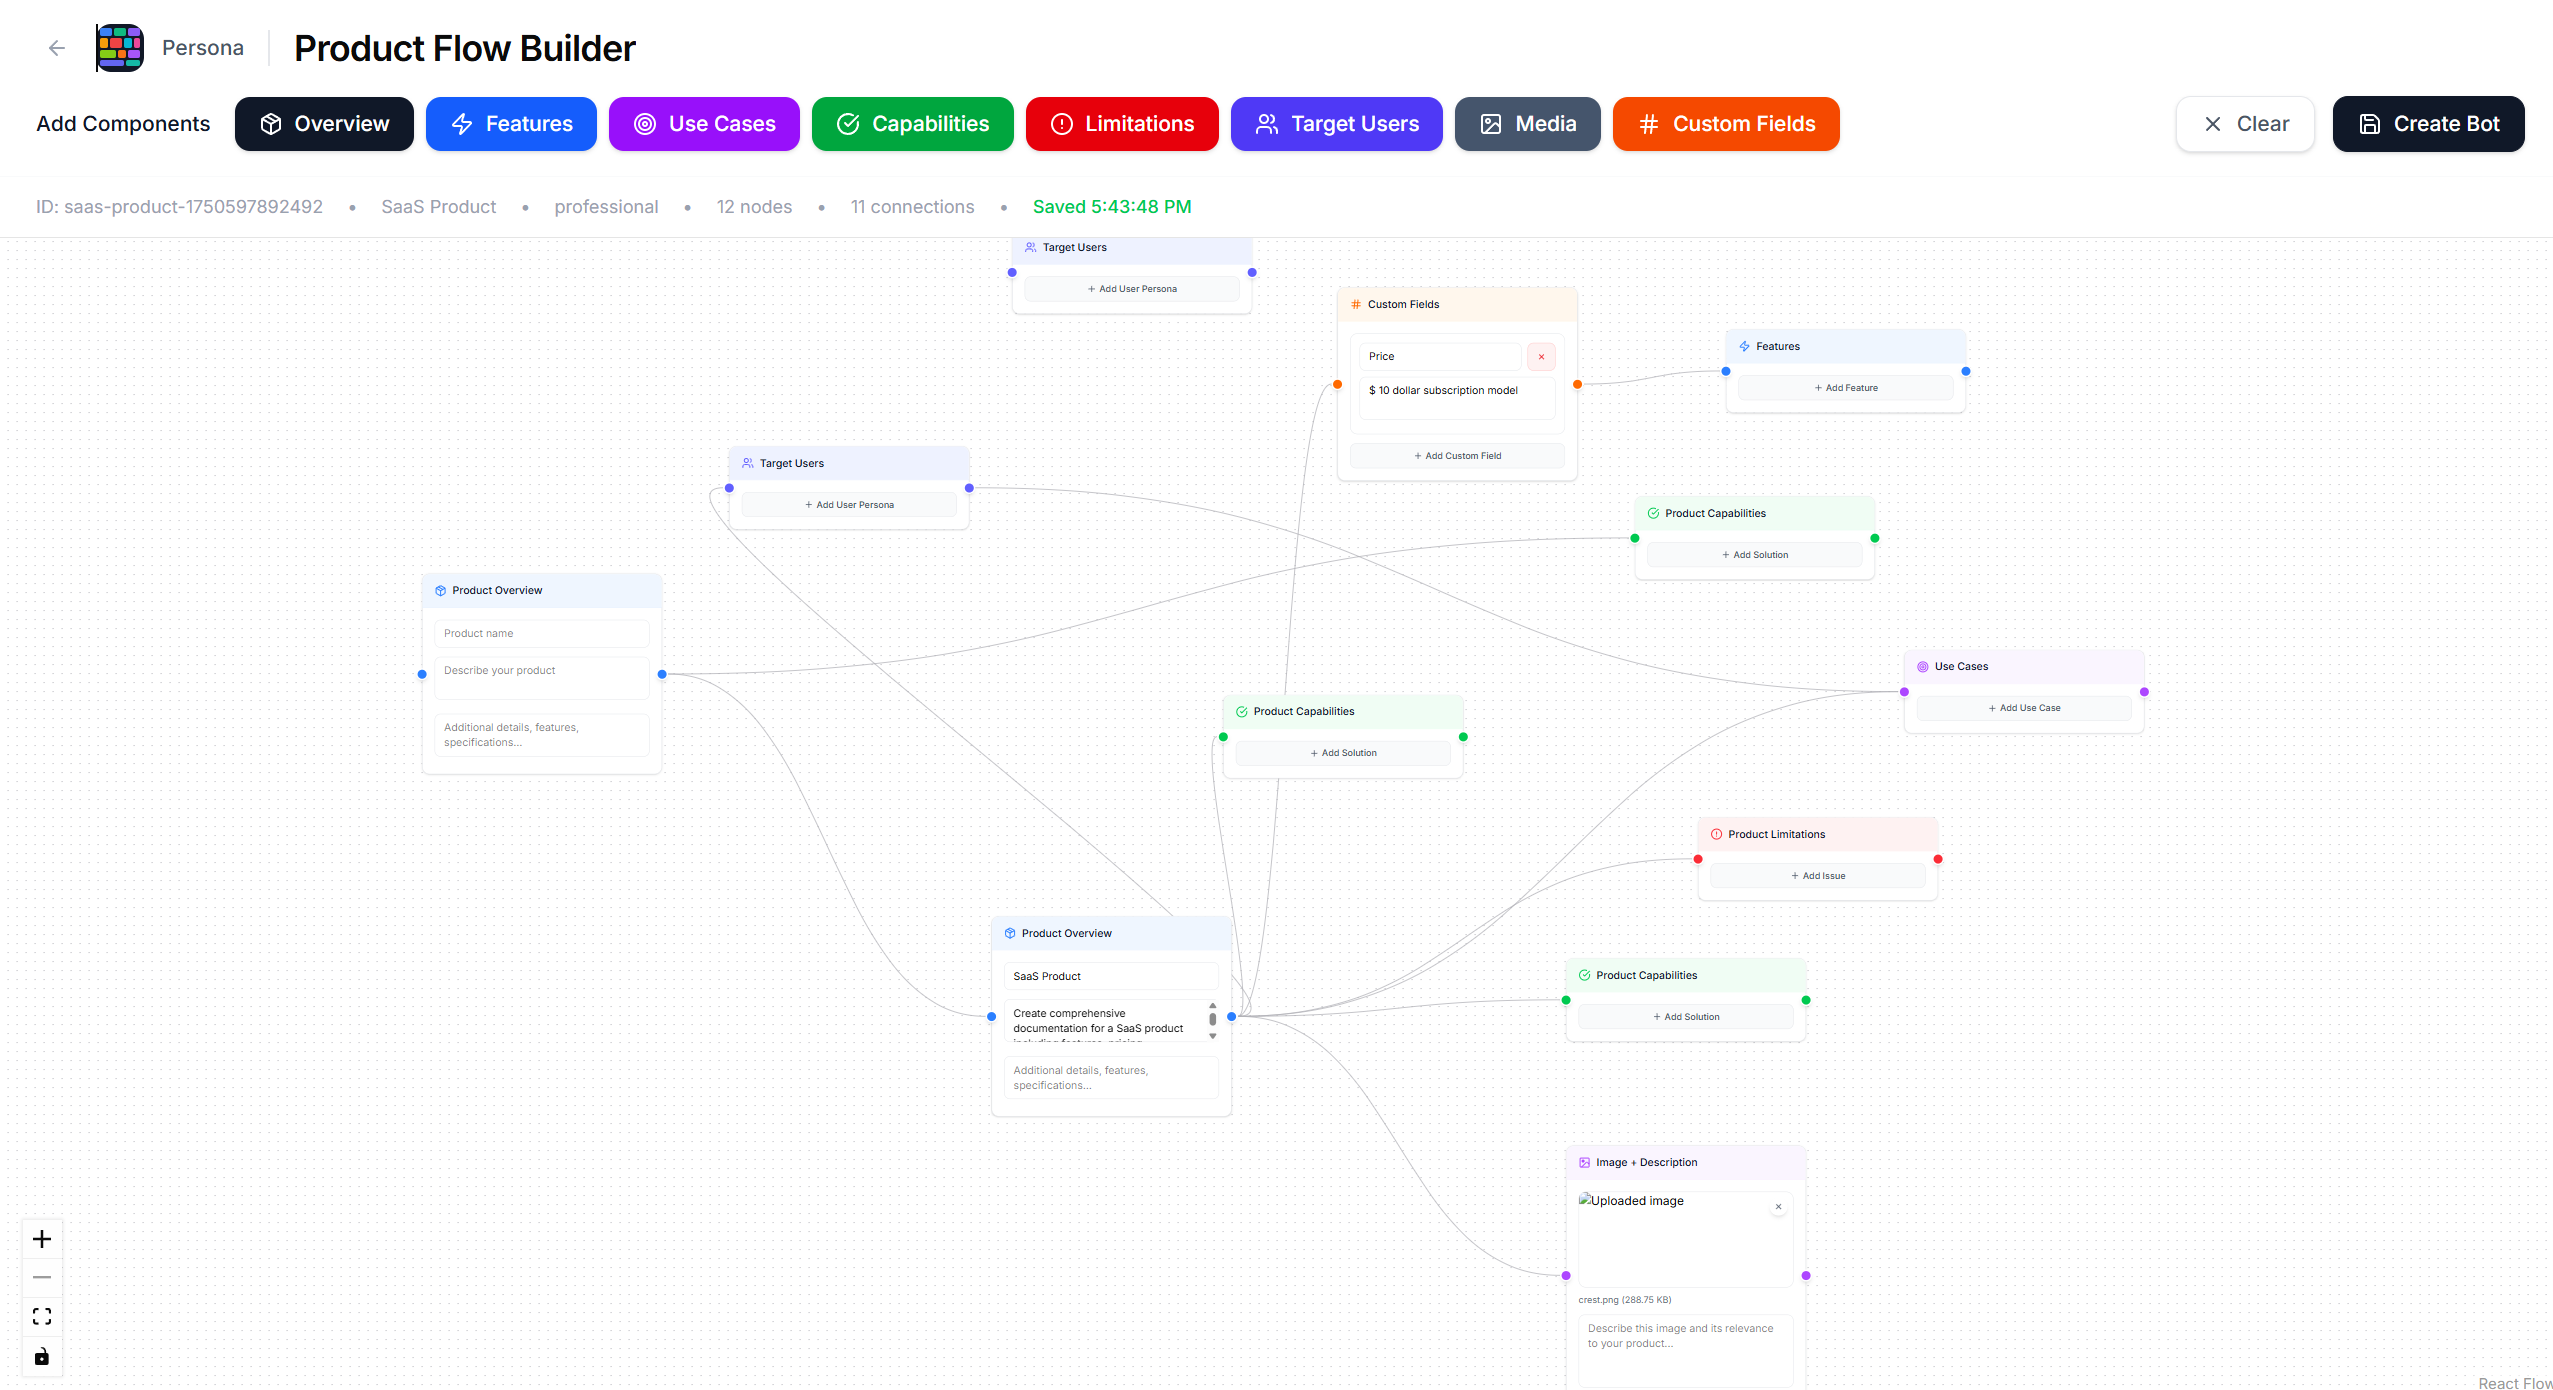 Persona
Product Flow Builder
Add Components
Overview
Features
Use Cases
Capabilities
Limitations
Target Users
Media
Custom Fields
Clear
Create Bot
ID: saas-product-1750597892492 • SaaS Product • professional • 12 nodes • 11 connections • Saved 5:43:48 PM
Target Users
+ Add User Persona
Custom Fields
Price
$ 10 dollar subscription model
+ Add Custom Field
Features
+ Add Feature
Target Users
+ Add User Persona
Product Capabilities
+ Add Solution
Product Overview
Product name
Describe your product
Additional details, features,
specifications...
Use Cases
+ Add Use Case
Product Capabilities
+ Add Solution
Product Limitations
+ Add Issue
Product Overview
SaaS Product
Create comprehensive
documentation for a SaaS product
including features, pricing
Additional details, features,
specifications...
Product Capabilities
+ Add Solution
Image + Description
Uploaded image
crest.png (288.75 KB)
Describe this image and its relevance
to your product...
React Flow